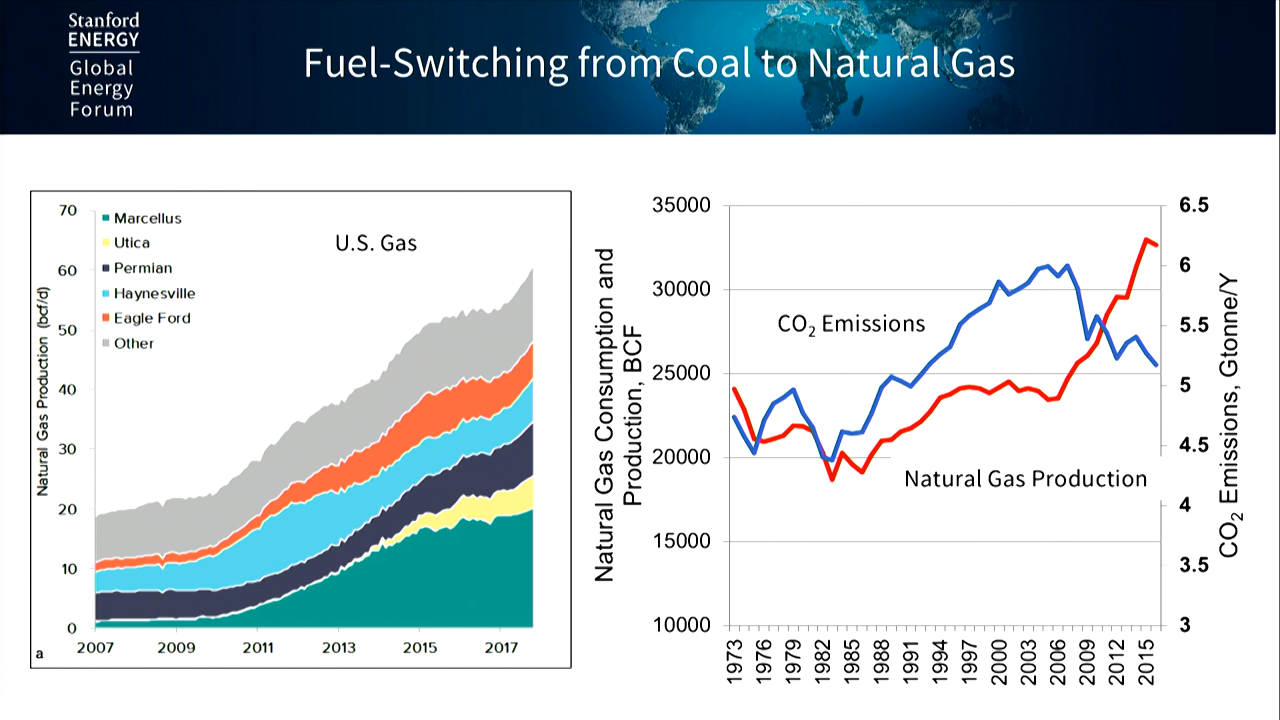 Stanford
ENERGY
Global
Energy
Forum
Fuel-Switching from Coal to Natural Gas
U.S. Gas
Marcellus
Utica
Permian
Haynesville
Eagle Ford
Other
Natural Gas Production (bcf/d)
70
60
50
40
30
20
10
0
2007 2009 2011 2013 2015 2017
a
Natural Gas Consumption and
Production, BCF
35000
30000
25000
20000
15000
10000
CO₂ Emissions
Natural Gas Production
6.5
6
5.5
5
4.5
4
3.5
3
CO₂ Emissions, Gtonne/Y
1973 1976 1979 1982 1985 1988 1991 1994 1997 2000 2003 2006 2009 2012 2015